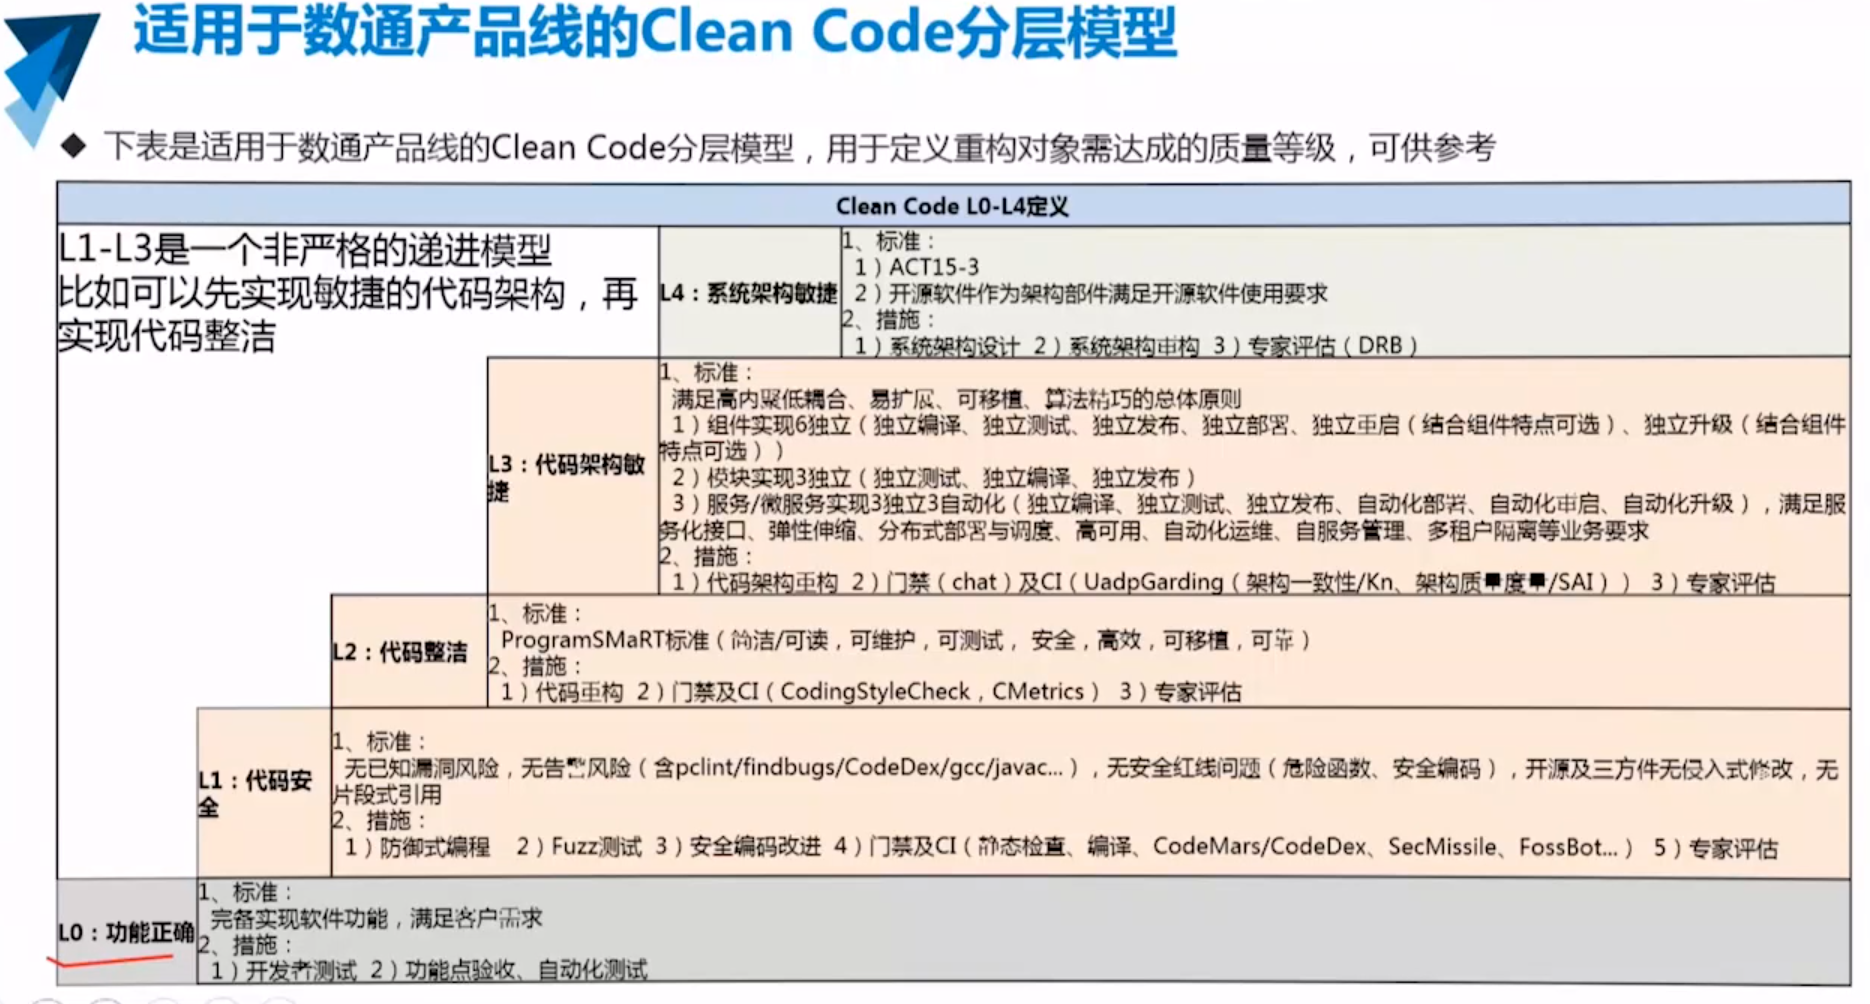 适用于数通产品线的Clean Code分层模型
◆ 下表是适用于数通产品线的Clean Code分层模型，用于定义重构对象需达成的质量等级，可供参考
Clean Code L0-L4定义
L1-L3是一个非严格的递进模型
比如可以先实现敏捷的代码架构，再
实现代码整洁
L4：系统架构敏捷
1、标准：
1）ACT15-3
2）开源软件作为架构部件满足开源软件使用要求
2、措施：
1）系统架构设计 2）系统架构重构 3）专家评估（DRB）
L3：代码架构敏
捷
1、标准：
满足高内聚低耦合、易扩展、可移植、算法精巧的总体原则
1）组件实现6独立（独立编译、独立测试、独立发布、独立部署、独立重启（结合组件特点可选）、独立升级（结合组件
特点可选））
2）模块实现3独立（独立测试、独立编译、独立发布）
3）服务/微服务实现3独立3自动化（独立编译、独立测试、独立发布、自动化部署、自动化重启、自动化升级），满足服
务化接口、弹性伸缩、分布式部署与调度、高可用、自动化运维、自服务管理、多租户隔离等业务要求
2、措施：
1）代码架构重构 2）门禁（chat）及CI（UadpGarding（架构一致性/Kn、架构质量度量/SAI）） 3）专家评估
L2：代码整洁
1、标准：
ProgramSMaRT标准（简洁/可读，可维护，可测试，安全，高效，可移植，可靠）
2、措施：
1）代码重构 2）门禁及CI（CodingStyleCheck，CMetrics） 3）专家评估
L1：代码安
全
1、标准：
无已知漏洞风险，无告警风险（含pclint/findbugs/CodeDex/gcc/javac...），无安全红线问题（危险函数、安全编码），开源及三方件无侵入式修改，无
片段式引用
2、措施：
1）防御式编程 2）Fuzz测试 3）安全编码改进 4）门禁及CI（静态检查、编译、CodeMars/CodeDex、SecMissile、FossBot...） 5）专家评估
L0：功能正确
1、标准：
完备实现软件功能，满足客户需求
2、措施：
1）开发者测试 2）功能点验收、自动化测试